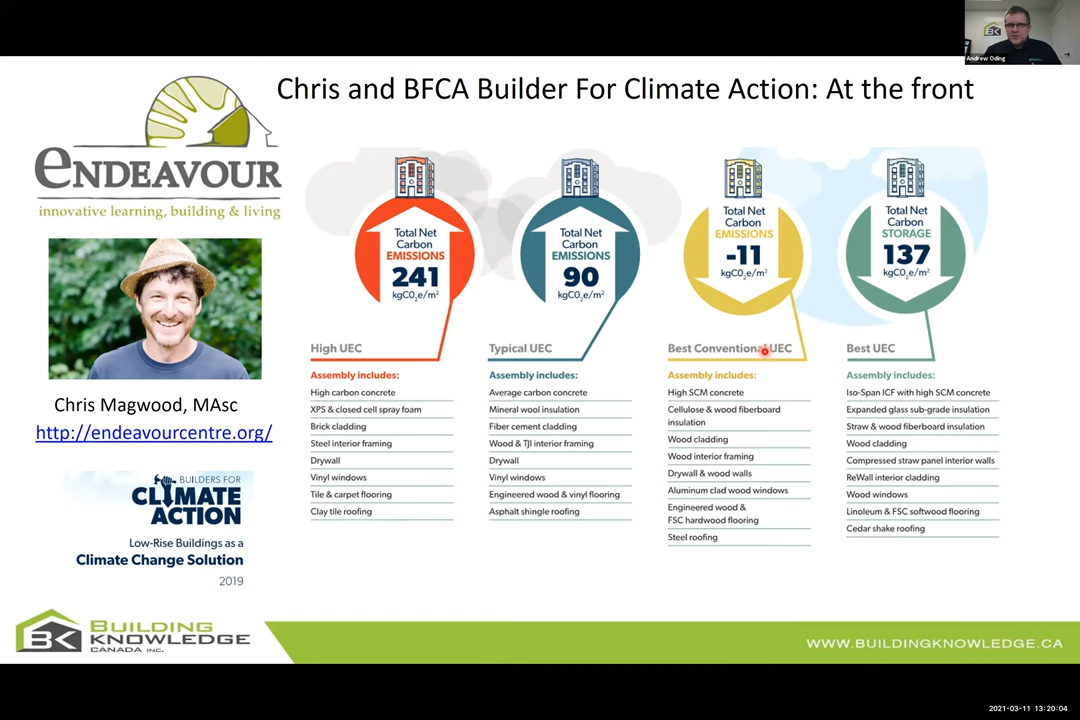 BK
Andrew Oding
Chris and BFCA Builder For Climate Action: At the front
eNDEAVOUR
innovative learning, building & living
Chris Magwood, MAsc
http://endeavourcentre.org/
BUILDERS FOR
CLIMATE
ACTION
Low-Rise Buildings as a
Climate Change Solution
2019
Total Net
Carbon
EMISSIONS
241
kgCO₂e/m²
High UEC
Assembly includes:
High carbon concrete
XPS & closed cell spray foam
Brick cladding
Steel interior framing
Drywall
Vinyl windows
Tile & carpet flooring
Clay tile roofing
Total Net
Carbon
EMISSIONS
90
kgCO₂e/m²
Typical UEC
Assembly includes:
Average carbon concrete
Mineral wool insulation
Fiber cement cladding
Wood & TJI interior framing
Drywall
Vinyl windows
Engineered wood & vinyl flooring
Asphalt shingle roofing
Total Net
Carbon
EMISSIONS
-11
kgCO₂e/m²
Best Conventional UEC
Assembly includes:
High SCM concrete
Cellulose & wood fiberboard
insulation
Wood cladding
Wood interior framing
Drywall & wood walls
Aluminum clad wood windows
Engineered wood &
FSC hardwood flooring
Steel roofing
Total Net
Carbon
STORAGE
137
kgCO₂e/m²
Best UEC
Assembly includes:
Iso-Span ICF with high SCM concrete
Expanded glass sub-grade insulation
Straw & wood fiberboard insulation
Wood cladding
Compressed straw panel interior walls
ReWall interior cladding
Wood windows
Linoleum & FSC softwood flooring
Cedar shake roofing
BK
BUILDING
KNOWLEDGE
CANADA INC.
WWW.BUILDINGKNOWLEDGE.CA
2021-03-11 13:20:04